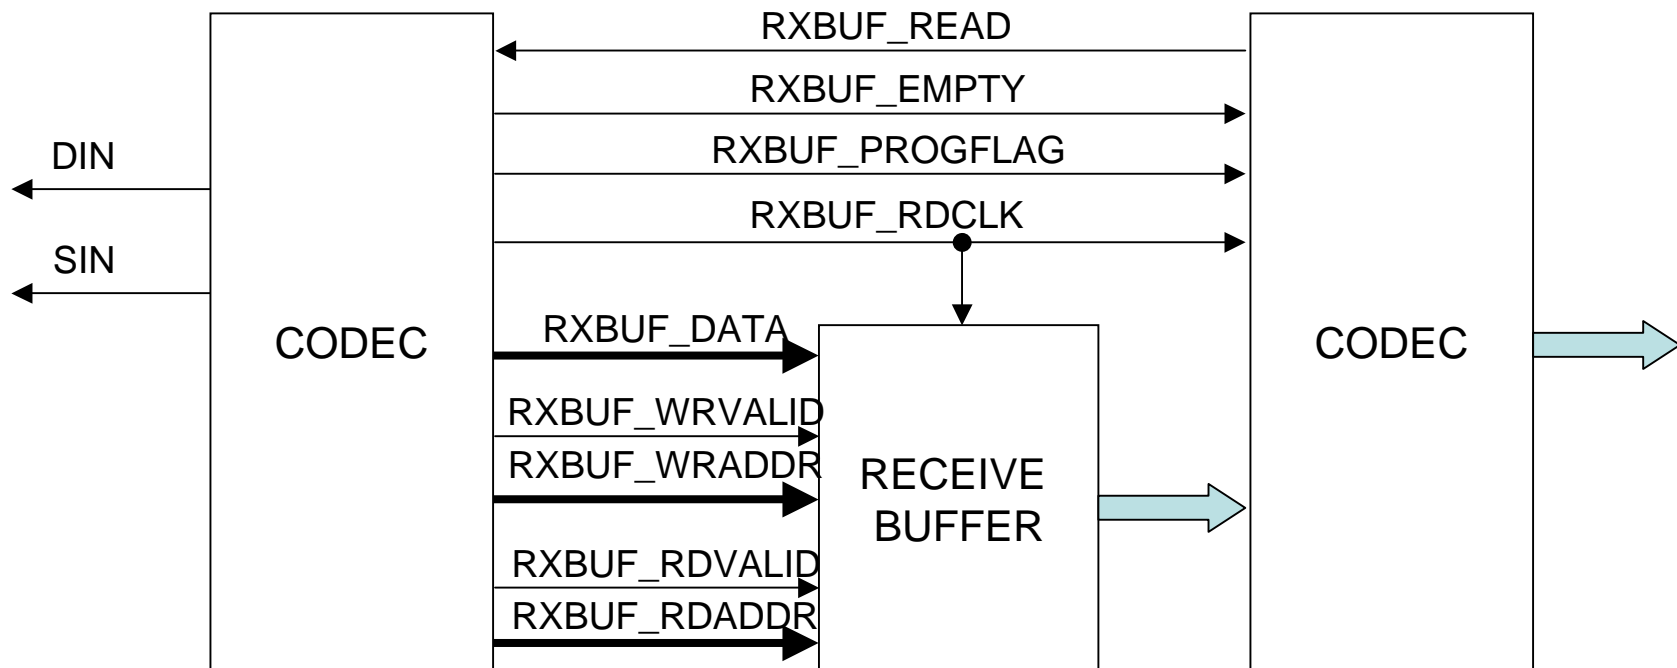 RXBUF_READ
RXBUF_EMPTY
RXBUF_PROGFLAG
RXBUF_RDCLK
DIN
SIN
CODEC
RXBUF_DATA
RXBUF_WRVALID
RXBUF_WRADDR
RXBUF_RDVALID
RXBUF_RDADDR
RECEIVE
BUFFER
CODEC